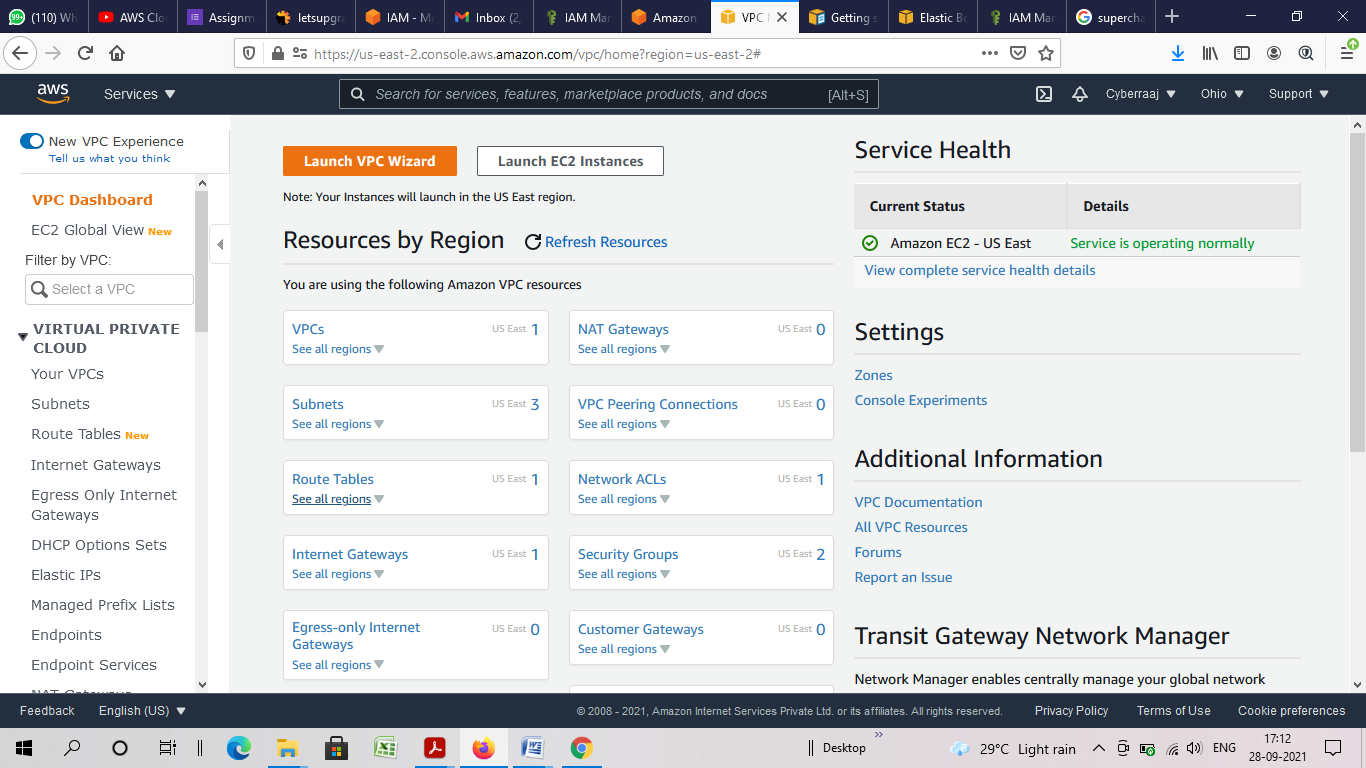 (110) Wh
AWS Clo
Assignm
letsupgra
IAM - Ma
Inbox (2,
IAM Man
Amazon
VPC M
Getting s
Elastic Be
IAM Man
supercha
https://us-east-2.console.aws.amazon.com/vpc/home?region=us-east-2#
aws
Services
Search for services, features, marketplace products, and docs [Alt+S]
Cyberraaj
Ohio
Support
New VPC Experience
Tell us what you think
VPC Dashboard
EC2 Global View New
Filter by VPC:
Select a VPC
VIRTUAL PRIVATE
CLOUD
Your VPCs
Subnets
Route Tables New
Internet Gateways
Egress Only Internet
Gateways
DHCP Options Sets
Elastic IPs
Managed Prefix Lists
Endpoints
Endpoint Services
NAT Gateways
Launch VPC Wizard
Launch EC2 Instances
Note: Your Instances will launch in the US East region.
Resources by Region
Refresh Resources
You are using the following Amazon VPC resources
VPCs US East 1
See all regions
NAT Gateways US East 0
See all regions
Subnets US East 3
See all regions
VPC Peering Connections US East 0
See all regions
Route Tables US East 1
See all regions
Network ACLs US East 1
See all regions
Internet Gateways US East 1
See all regions
Security Groups US East 2
See all regions
Egress-only Internet US East 0
Gateways
See all regions
Customer Gateways US East 0
See all regions
Service Health
Current Status Details
Amazon EC2 - US East Service is operating normally
View complete service health details
Settings
Zones
Console Experiments
Additional Information
VPC Documentation
All VPC Resources
Forums
Report an Issue
Transit Gateway Network Manager
Network Manager enables centrally manage your global network
Feedback
English (US)
© 2008 - 2021, Amazon Internet Services Private Ltd. or its affiliates. All rights reserved.
Privacy Policy
Terms of Use
Cookie preferences
Desktop
29°C Light rain
ENG
17:12
28-09-2021